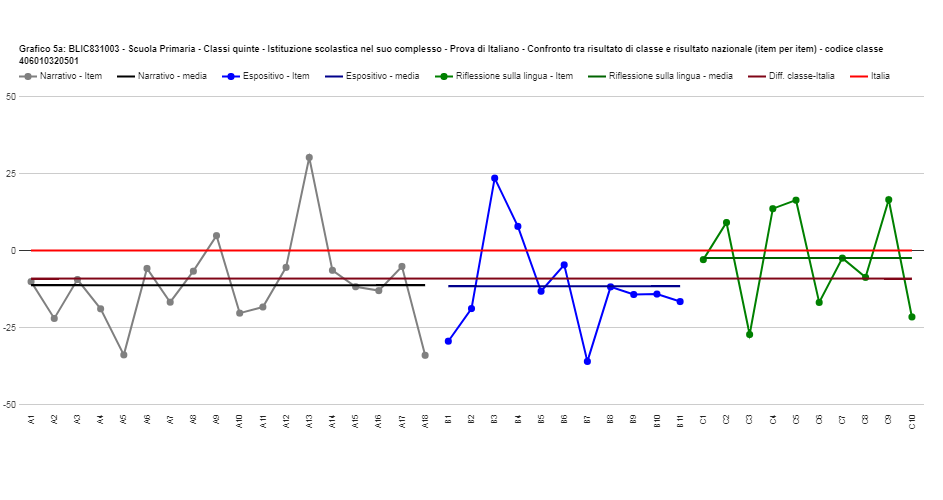 Grafico 5a: BLIC831003 - Scuola Primaria - Classi quinte - Istituzione scolastica nel suo complesso - Prova di Italiano - Confronto tra risultato di classe e risultato nazionale (item per item) - codice classe
406010320501
Narrativo - Item Narrativo - media Espositivo - Item Espositivo - media Riflessione sulla lingua - Item Riflessione sulla lingua - media Diff. classe-Italia Italia
50
25
0
-25
-50
A1 A2 A3 A4 A5 A6 A7 A8 A9 A10 A11 A12 A13 A14 A15 A16 A17 A18 B1 B2 B3 B4 B5 B6 B7 B8 B9 B10 B11 C1 C2 C3 C4 C5 C6 C7 C8 C9 C10